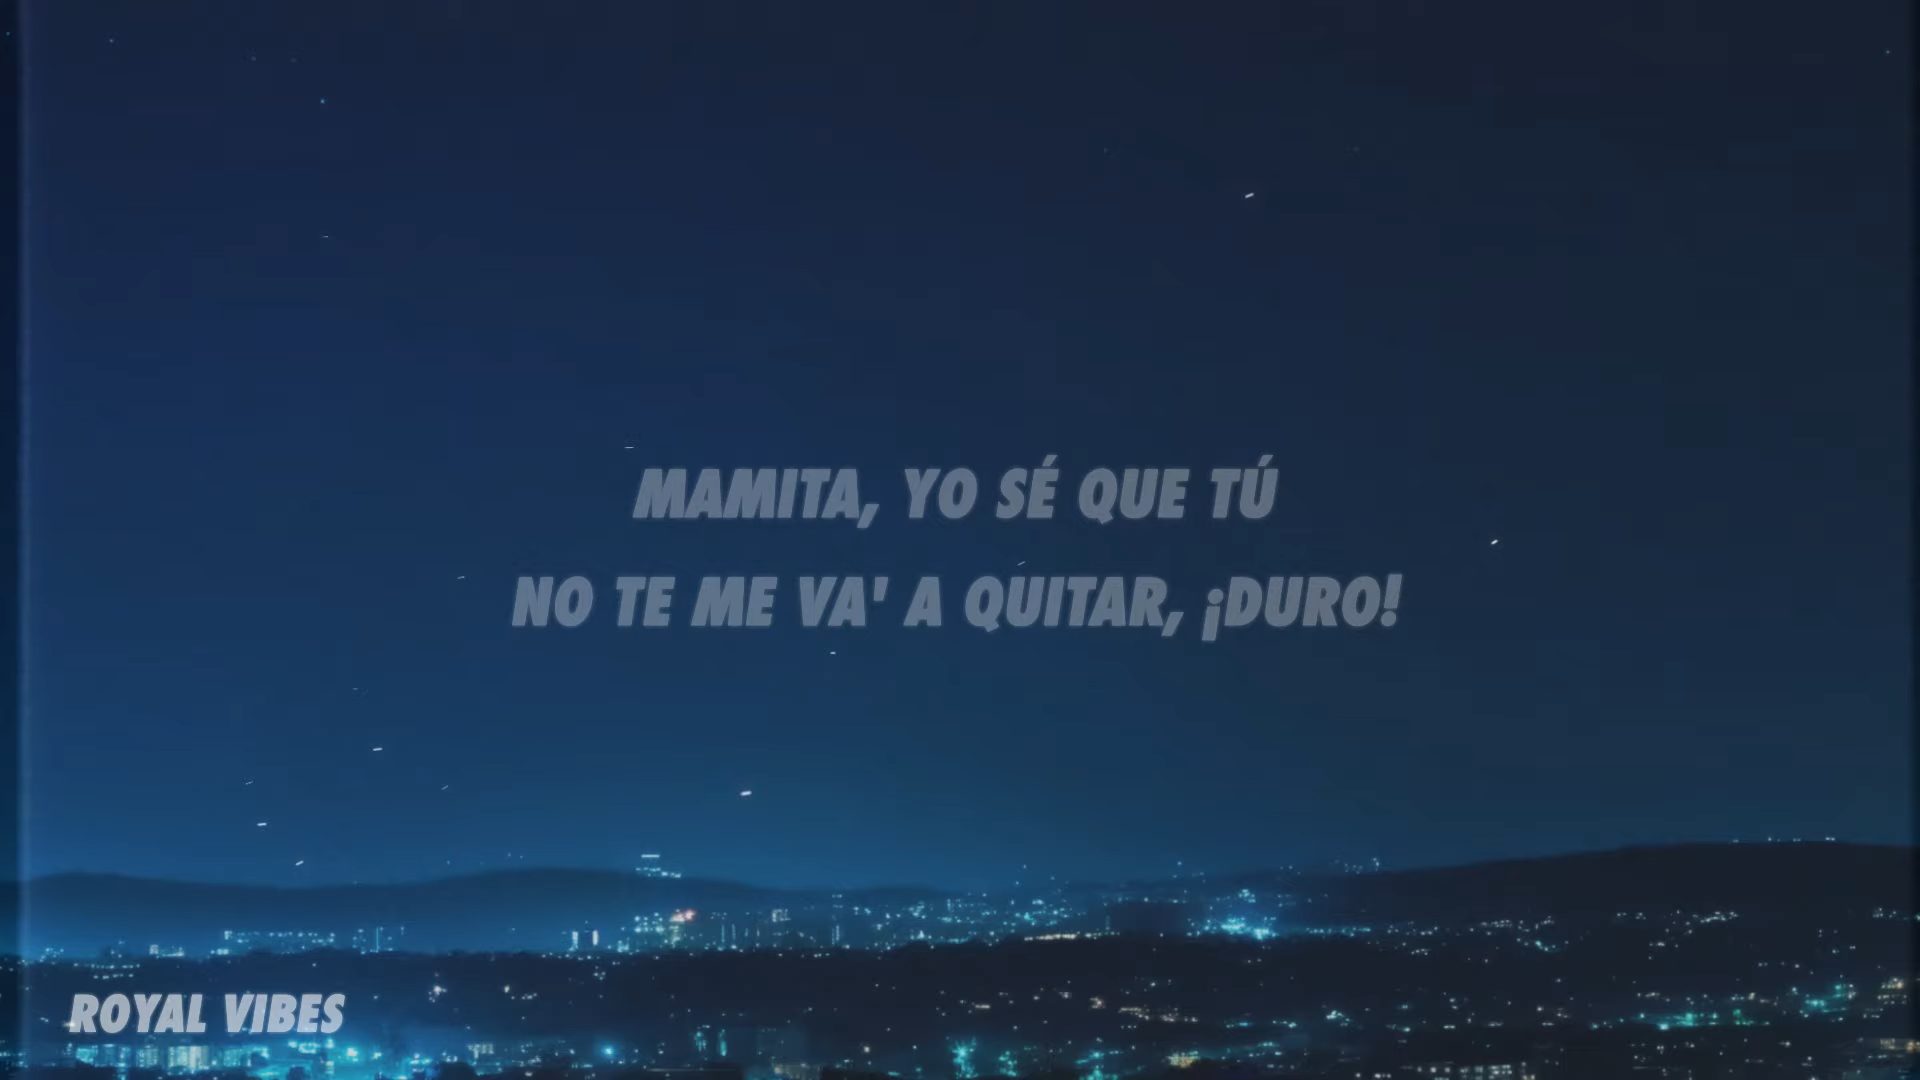 MAMITA, YO SÉ QUE TÚ
NO TE ME VA' A QUITAR, ¡DURO!
ROYAL VIBES